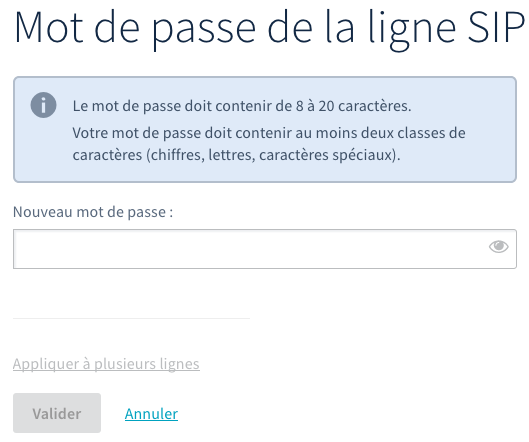 Mot de passe de la ligne SIP
Le mot de passe doit contenir de 8 à 20 caractères.
Votre mot de passe doit contenir au moins deux classes de
caractères (chiffres, lettres, caractères spéciaux).
Nouveau mot de passe :
Appliquer à plusieurs lignes
Valider Annuler